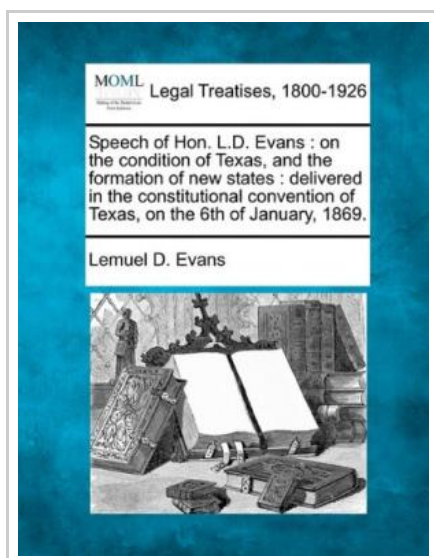 MOML Legal Treatises, 1800-1926
Speech of Hon. L.D. Evans : on
the condition of Texas, and the
formation of new states : delivered
in the constitutional convention of
Texas, on the 6th of January, 1869.
Lemuel D. Evans